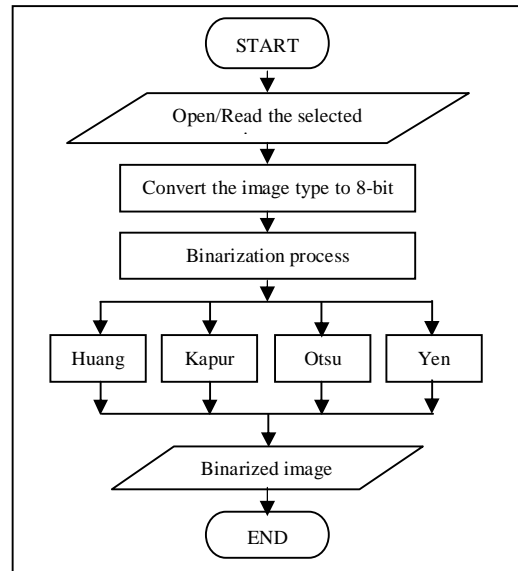 START
Open/Read the selected
Convert the image type to 8-bit
Binarization process
Huang Kapur Otsu Yen
Binarized image
END